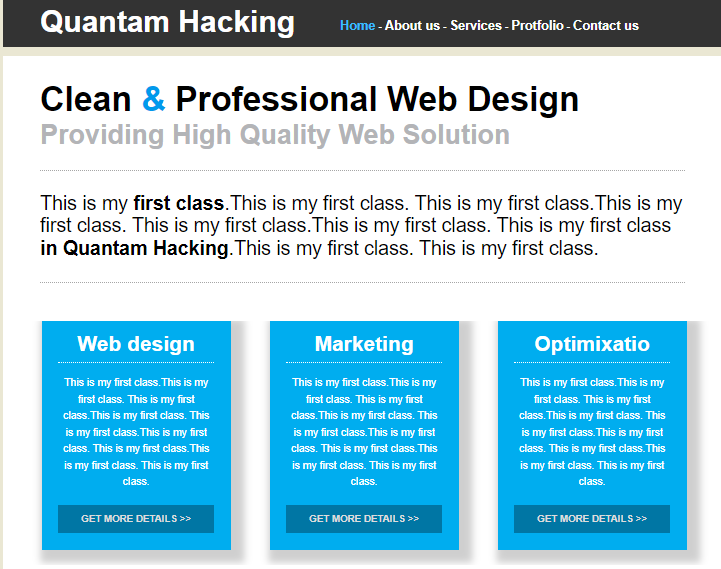 Quantam Hacking
Home - About us - Services - Protfolio - Contact us
Clean & Professional Web Design
Providing High Quality Web Solution
This is my first class.This is my first class. This is my first class.This is my
first class. This is my first class.This is my first class. This is my first class
in Quantam Hacking.This is my first class. This is my first class.
Web design
This is my first class.This is my
first class. This is my first
class.This is my first class. This
is my first class.This is my first
class. This is my first class.This
is my first class. This is my first
class.
GET MORE DETAILS >>
Marketing
This is my first class.This is my
first class. This is my first
class.This is my first class. This
is my first class.This is my first
class. This is my first class.This
is my first class. This is my first
class.
GET MORE DETAILS >>
Optimixatio
This is my first class.This is my
first class. This is my first
class.This is my first class. This
is my first class.This is my first
class. This is my first class.This
is my first class. This is my first
class.
GET MORE DETAILS >>